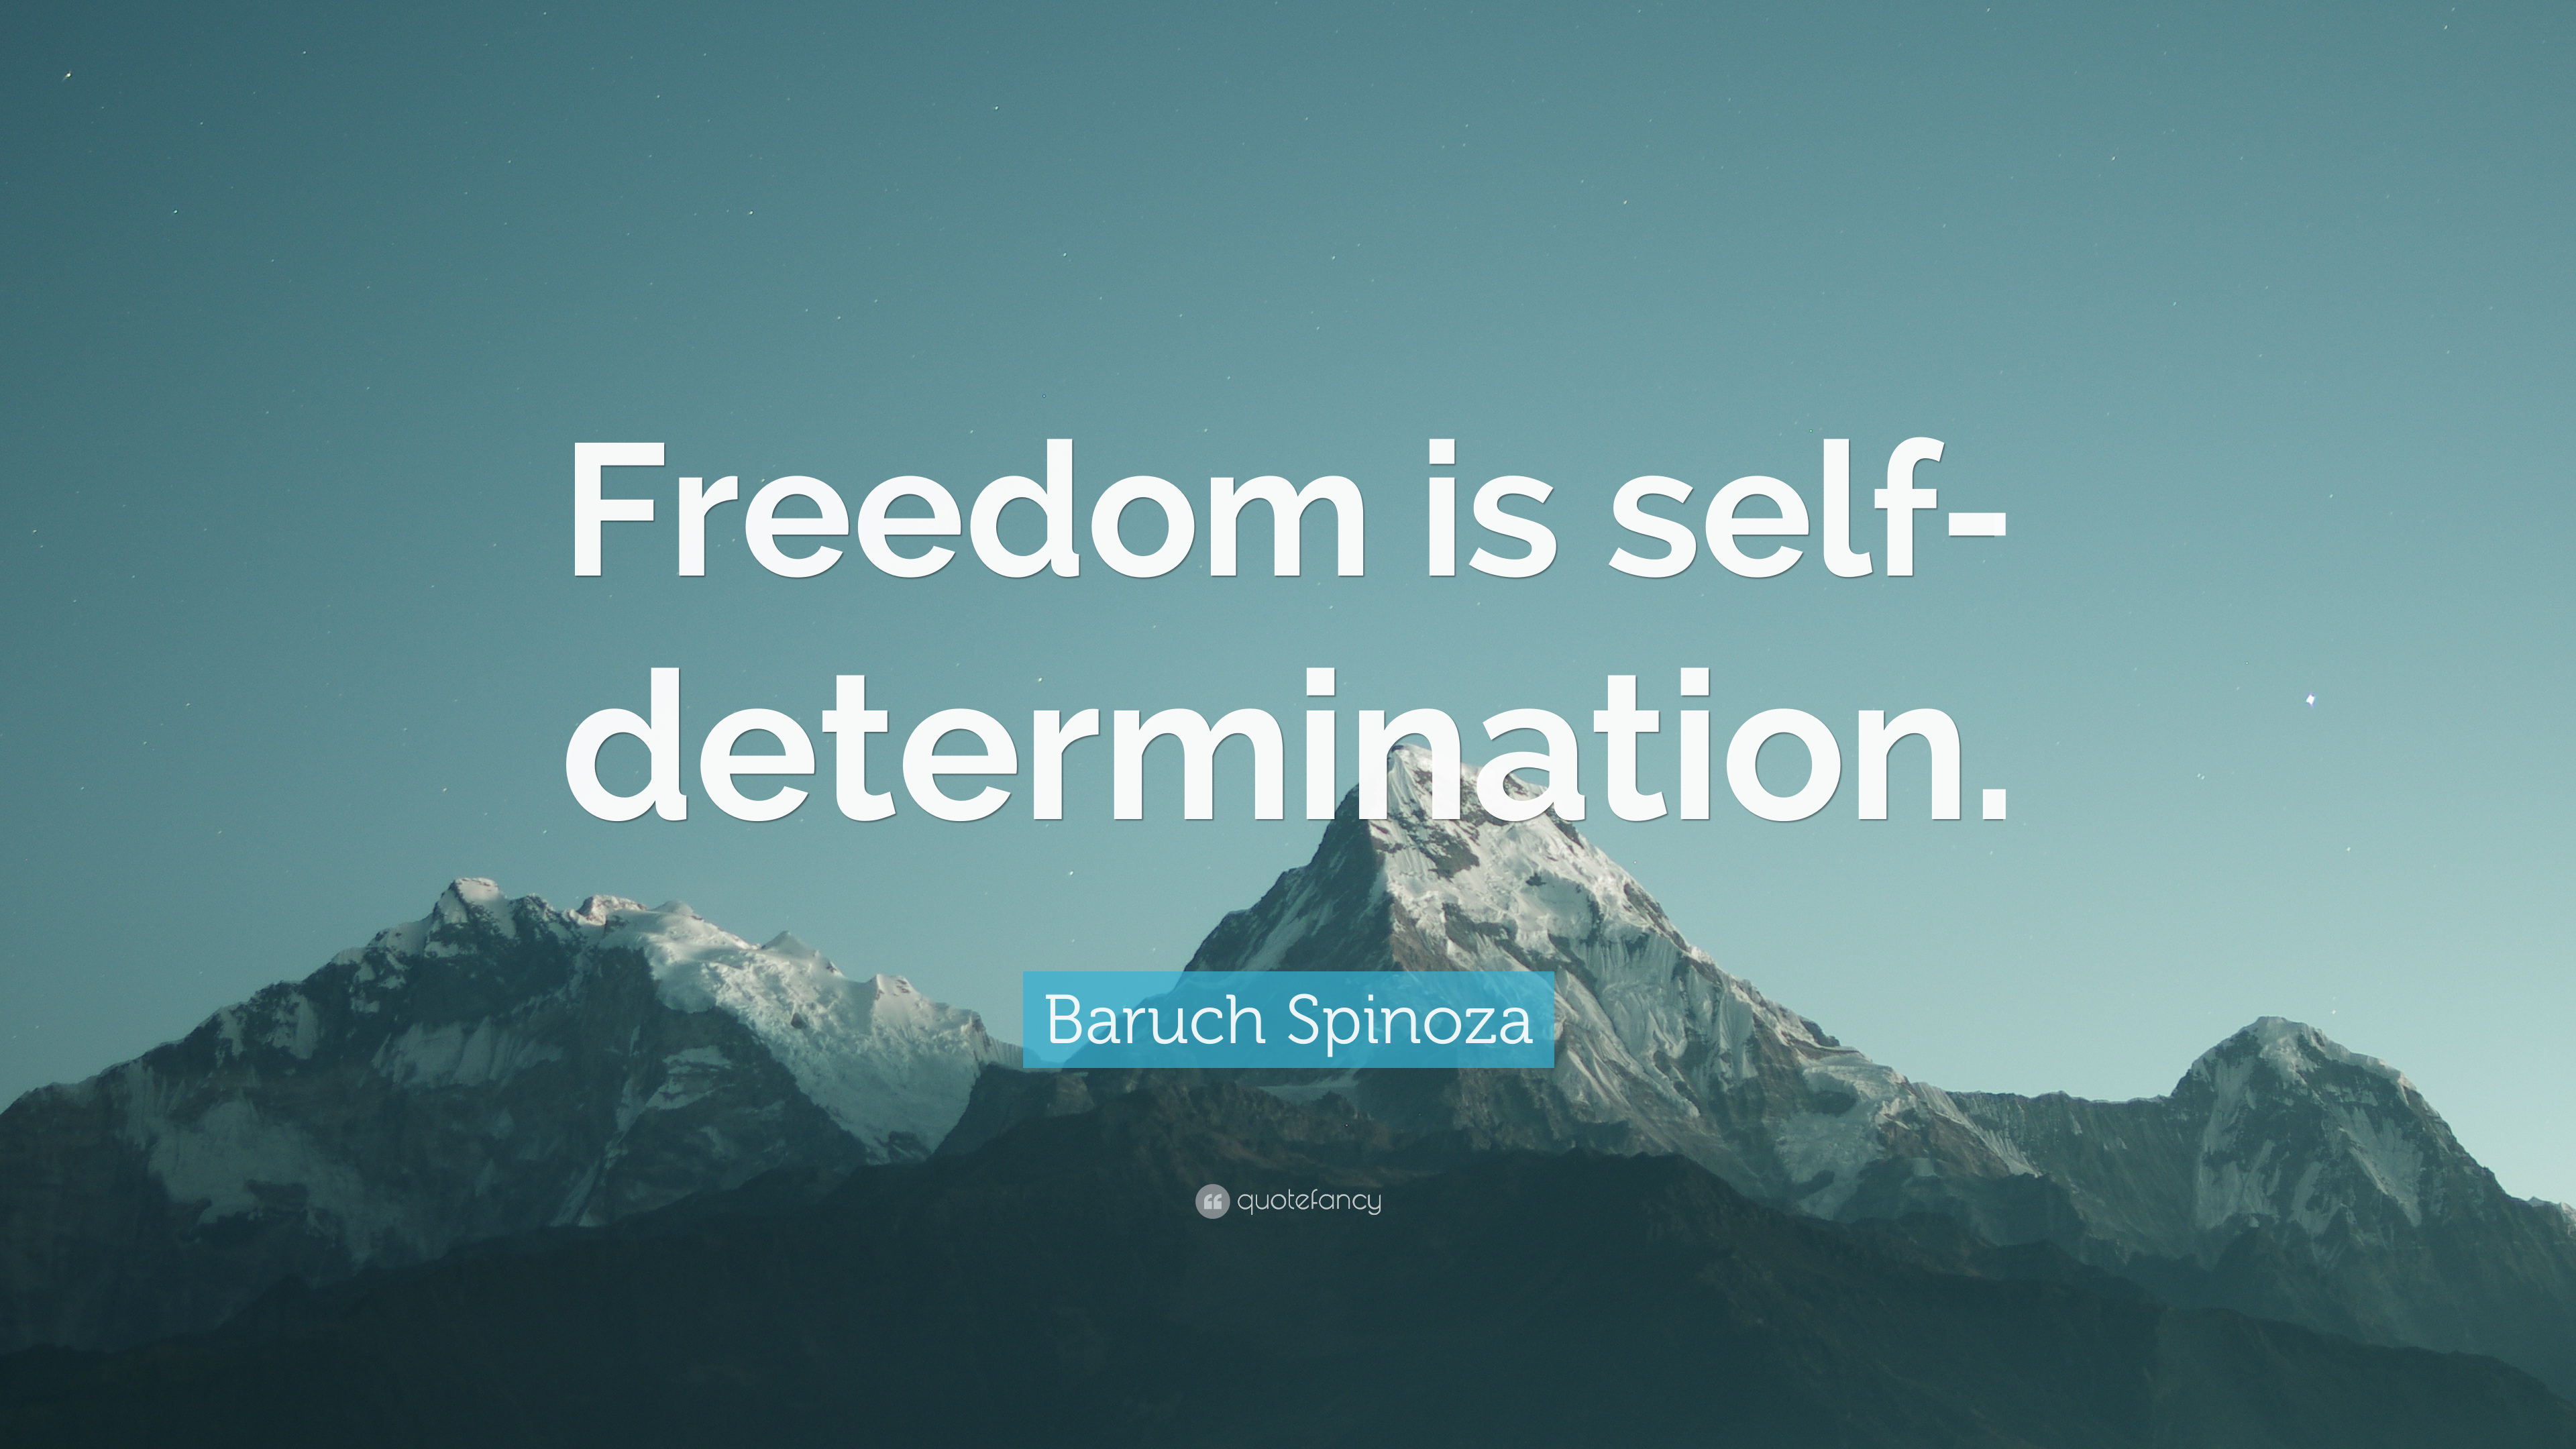 Freedom is self-
determination.
Baruch Spinoza
quotefancy